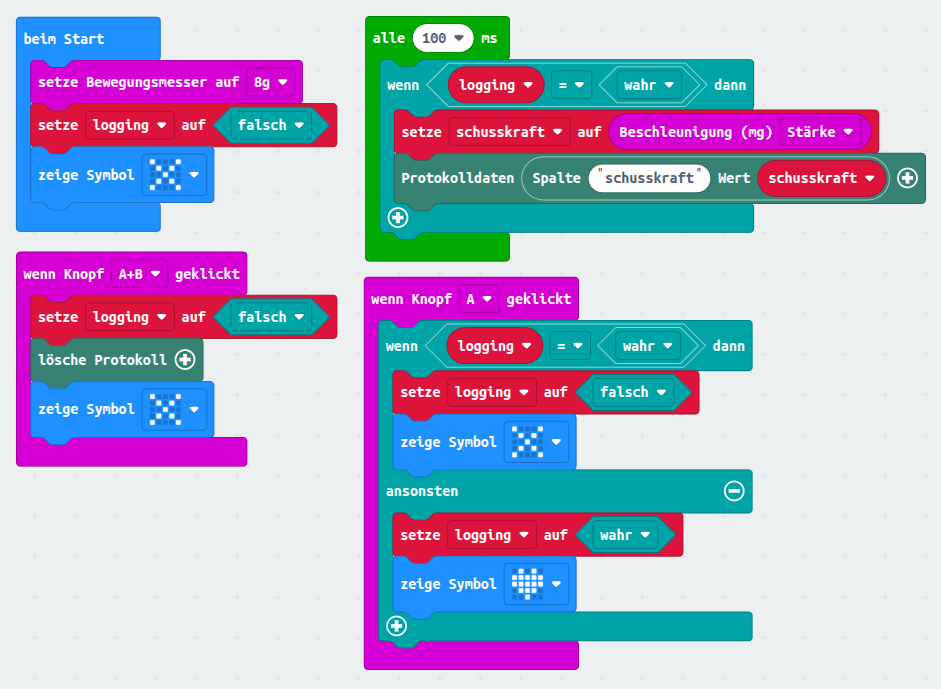 beim Start
setze Bewegungsmesser auf 8g
setze logging auf falsch
zeige Symbol
wenn Knopf A+B geklickt
setze logging auf falsch
lösche Protokoll
zeige Symbol
alle 100 ms
wenn logging = wahr dann
setze schusskraft auf Beschleunigung (mg) Stärke
Protokolldaten Spalte "schusskraft" Wert schusskraft
wenn Knopf A geklickt
wenn logging = wahr dann
setze logging auf falsch
zeige Symbol
ansonsten
setze logging auf wahr
zeige Symbol